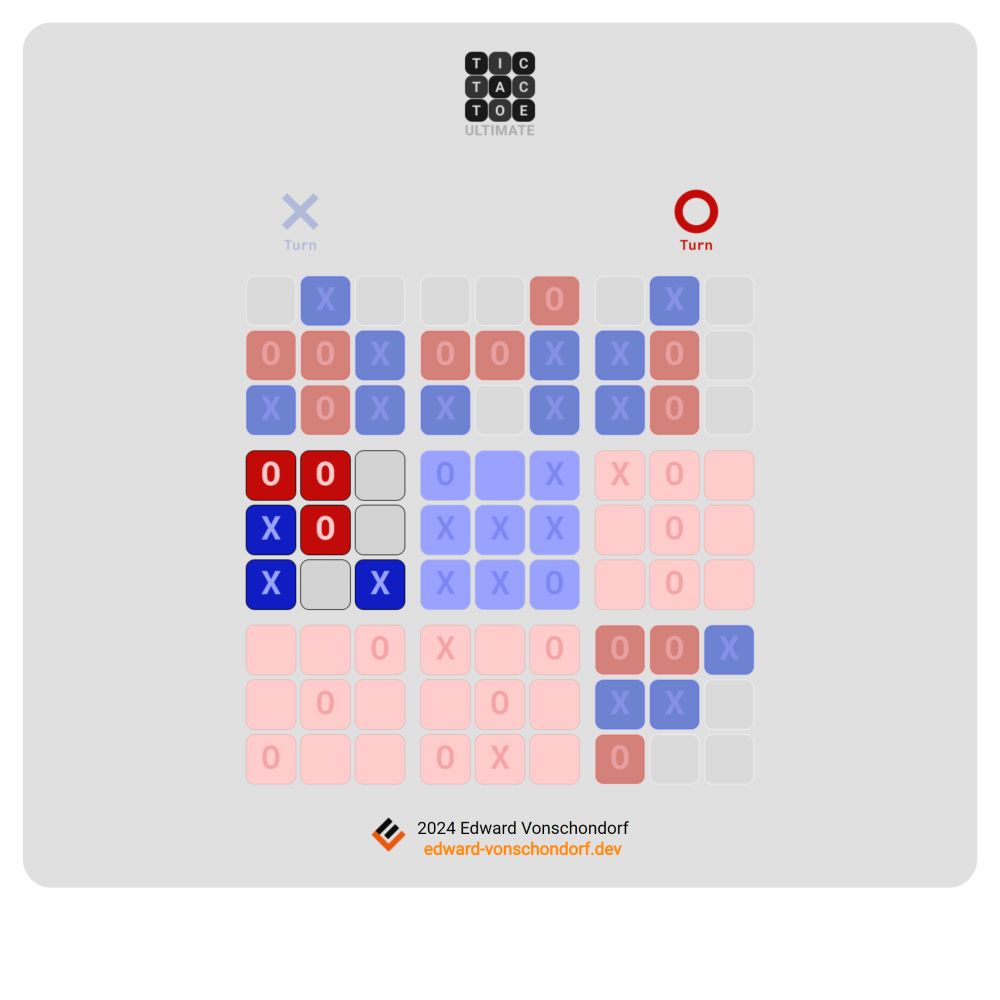 TIC
TAC
TOE
ULTIMATE
Turn
Turn
X O X
O O X O O X X O
X O X X X X O
O O O X X O
X O X X X O
X X X X O O
O X O O O X
O O X X
O O X O
2024 Edward Vonschondorf
edward-vonschondorf.dev